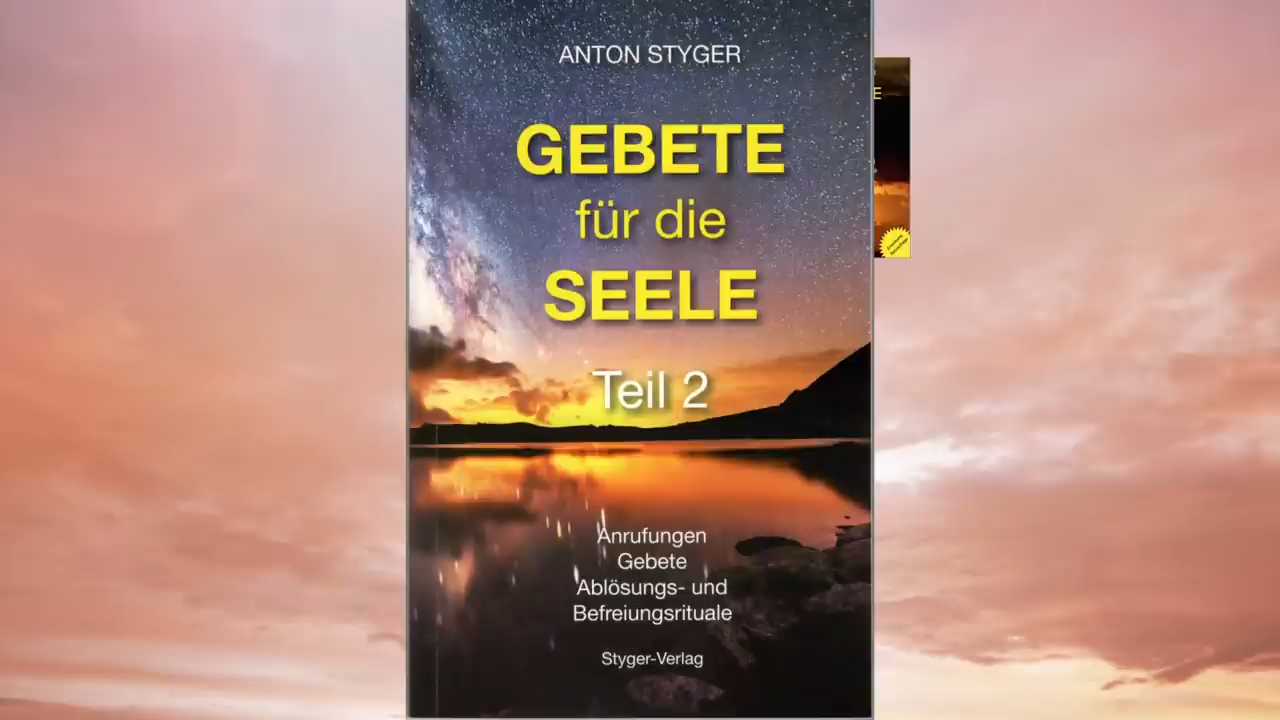 ANTON STYGER
GEBETE
für die
SEELE
Teil 2
Anrufungen
Gebete
Ablösungs- und
Befreiungsrituale
Styger-Verlag
E